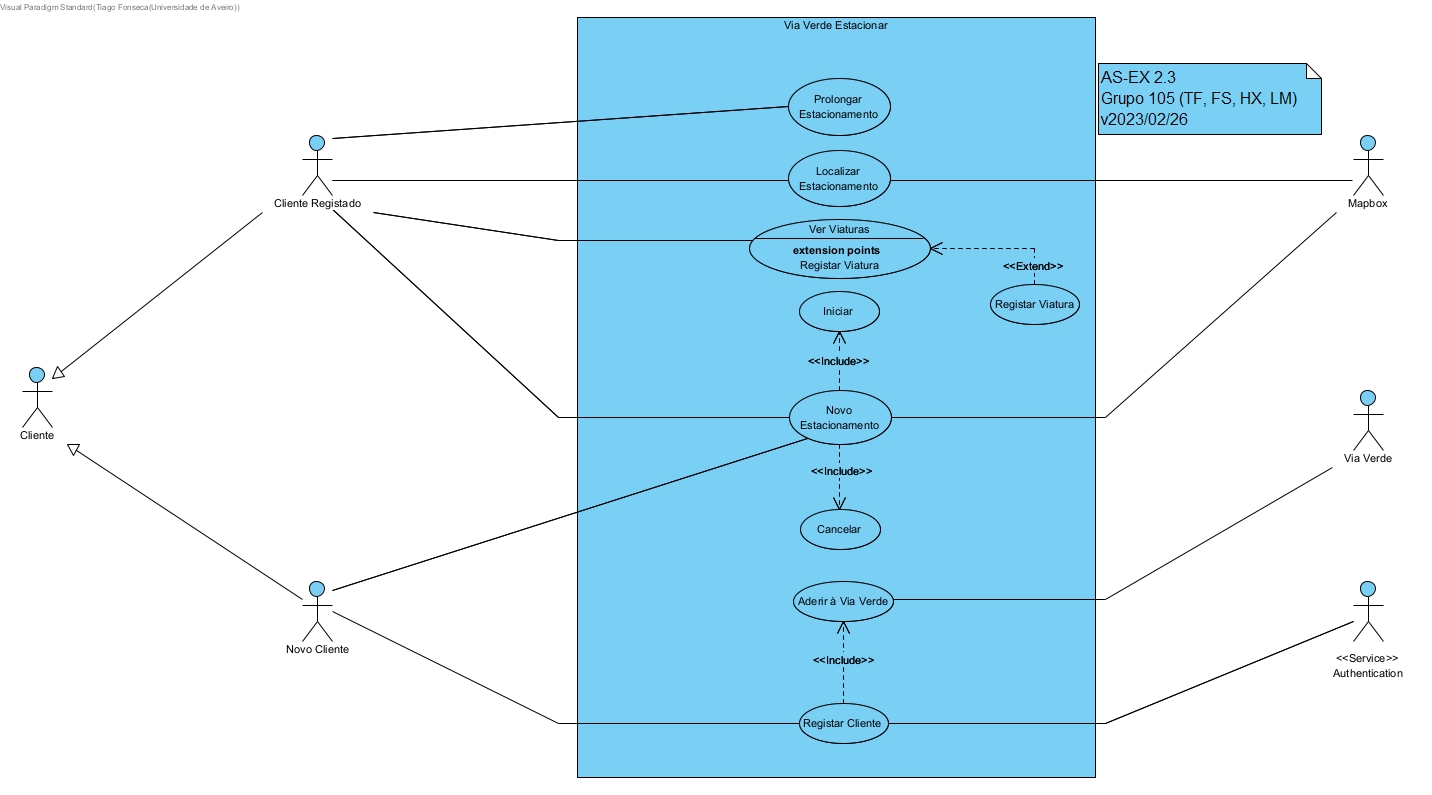 Visual Paradigm Standard(Tiago Fonseca(Universidade de Aveiro))
Via Verde Estacionar
AS-EX 2.3
Grupo 105 (TF, FS, HX, LM)
v2023/02/26
Prolongar
Estacionamento
Localizar
Estacionamento
Cliente Registado
Mapbox
Ver Viaturas
extension points
Registar Viatura
<<Extend>>
Registar Viatura
Iniciar
<<Include>>
Novo
Estacionamento
Cliente
Via Verde
<<Include>>
Cancelar
Aderir à Via Verde
Novo Cliente
<<Include>>
<<Service>>
Authentication
Registar Cliente